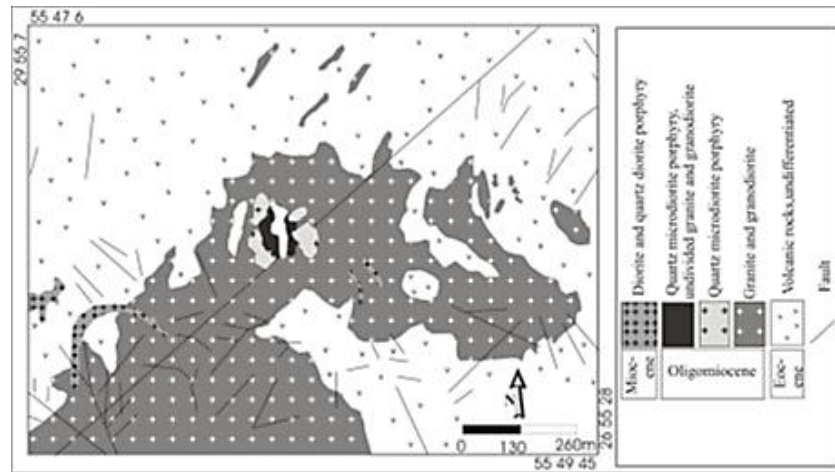 55 47 6
29 55 7
N
0 130 260m
26 55 28
55 49 45
Diorite and quartz diorite porphyry
Quartz microdiorite porphyry,
undivided granite and granodiorite
Quartz microdiorite porphyry
Granite and granodiorite
Volcanic rocks,undifferentiated
Fault
Mioc-
ene
Oligomiocene
Eoc-
ene